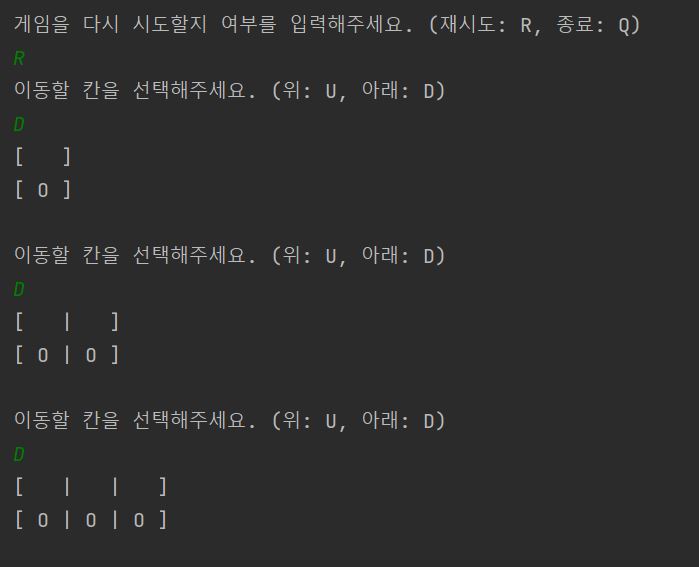 게임을 다시 시도할지 여부를 입력해주세요. (재시도: R, 종료: Q)
R
이동할 칸을 선택해주세요. (위: U, 아래: D)
D
[   ]
[ O ]
이동할 칸을 선택해주세요. (위: U, 아래: D)
D
[   |   ]
[ O | O ]
이동할 칸을 선택해주세요. (위: U, 아래: D)
D
[   |   |   ]
[ O | O | O ]